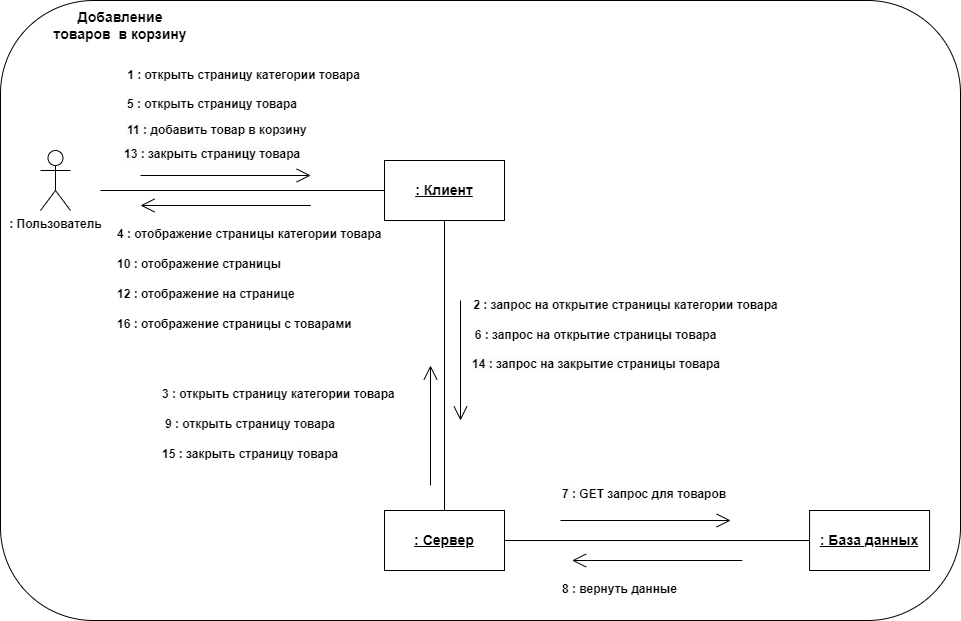 Добавление
товаров в корзину
1 : открыть страницу категории товара
5 : открыть страницу товара
11 : добавить товар в корзину
13 : закрыть страницу товара
: Клиент
: Пользователь
4 : отображение страницы категории товара
10 : отображение страницы
12 : отображение на странице
16 : отображение страницы с товарами
2 : запрос на открытие страницы категории товара
6 : запрос на открытие страницы товара
14 : запрос на закрытие страницы товара
3 : открыть страницу категории товара
9 : открыть страницу товара
15 : закрыть страницу товара
7 : GET запрос для товаров
: Сервер
: База данных
8 : вернуть данные